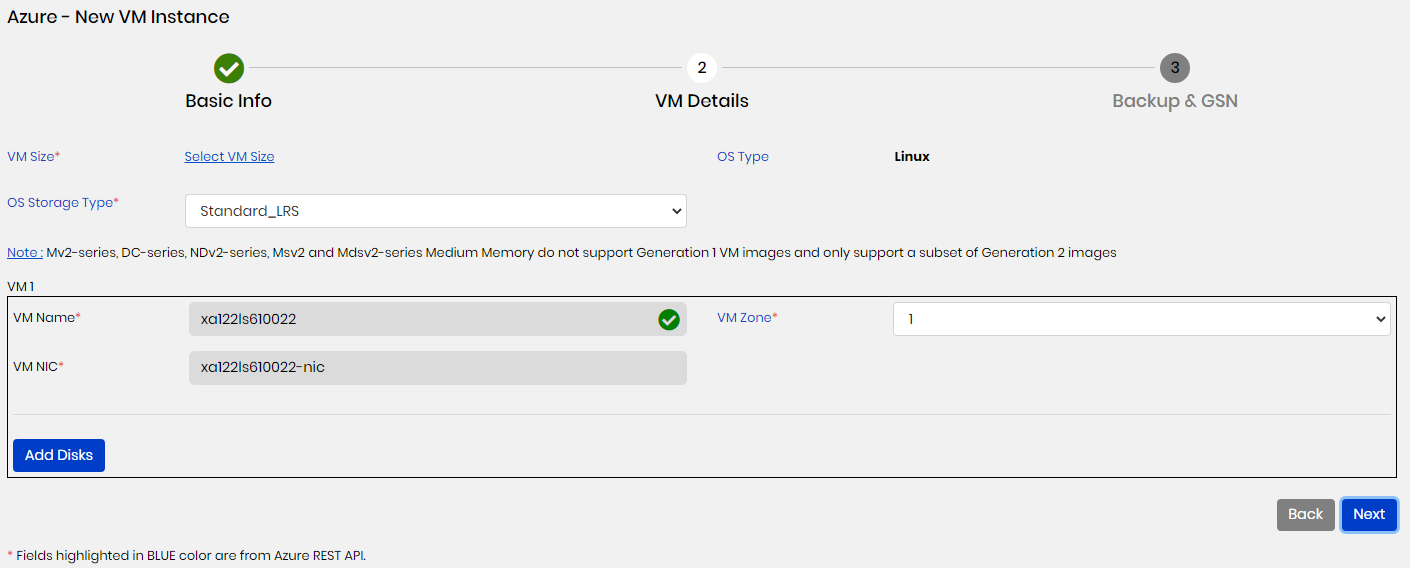 Azure - New VM Instance
2
3
Basic Info
VM Details
Backup & GSN
VM Size* Select VM Size OS Type Linux
OS Storage Type* Standard_LRS
Note : Mv2-series, DC-series, NDv2-series, Msv2 and Mdsv2-series Medium Memory do not support Generation 1 VM images and only support a subset of Generation 2 images
VM 1
VM Name* xa122ls610022 VM Zone* 1
VM NIC* xa122ls610022-nic
Add Disks
Back Next
* Fields highlighted in BLUE color are from Azure REST API.